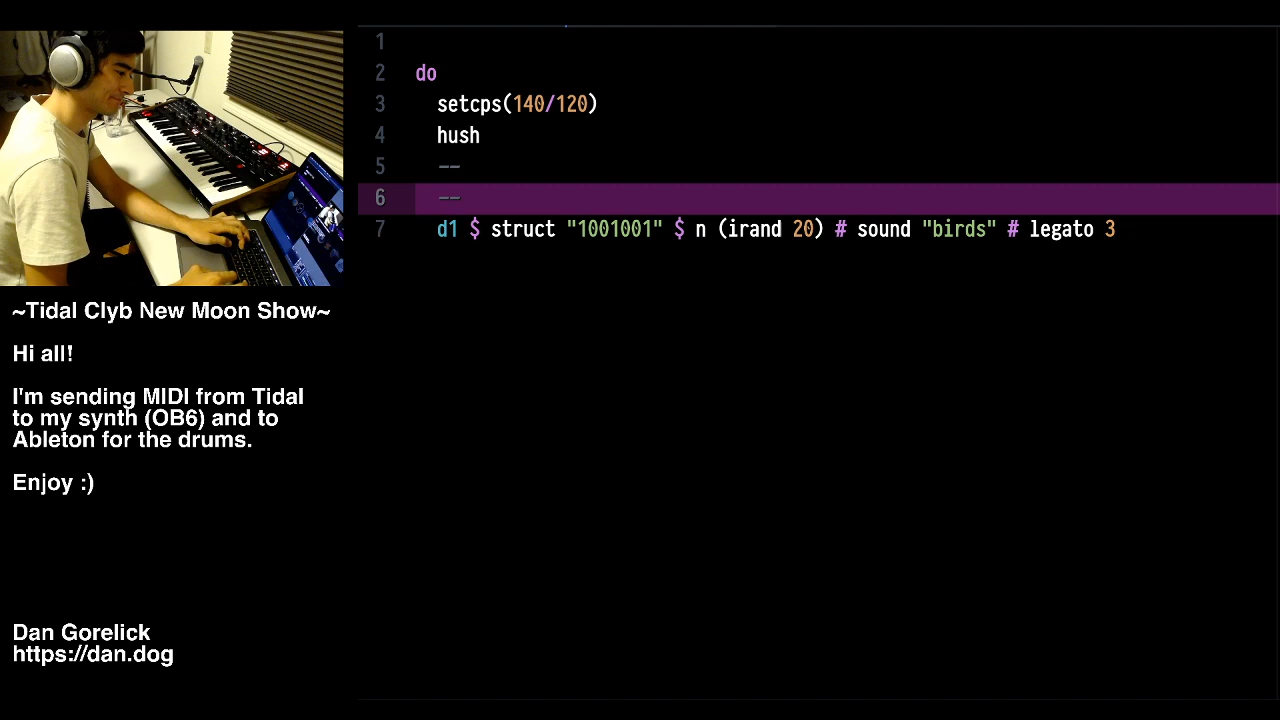 ~Tidal Clyb New Moon Show~
Hi all!
I'm sending MIDI from Tidal
to my synth (OB6) and to
Ableton for the drums.
Enjoy :)
Dan Gorelick
https://dan.dog
1
2 do
3 setcps(140/120)
4 hush
5 --
6 --
7 d1 $ struct "1001001" $ n (irand 20) # sound "birds" # legato 3